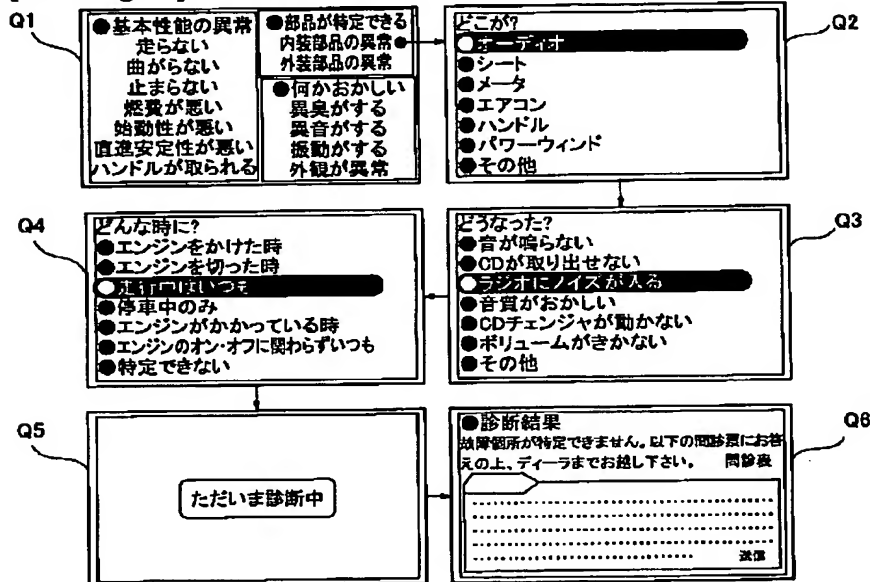 Q1
●基本性能の異常
走らない
曲がらない
止まらない
燃費が悪い
始動性が悪い
直進安定性が悪い
ハンドルが取られる
●部品が特定できる
内装部品の異常●
外装部品の異常
●何かおかしい
異臭がする
異音がする
振動がする
外観が異常
Q2
どこが?
オーディオ
●シート
●メータ
●エアコン
●ハンドル
●パワーウィンド
●その他
Q4
どんな時に?
●エンジンをかけた時
●エンジンを切った時
走行中はいつも
●停車中のみ
●エンジンがかかっている時
●エンジンのオン・オフに関わらずいつも
●特定できない
Q3
どうなった?
●音が鳴らない
●CDが取り出せない
ラジオにノイズが入る
●音質がおかしい
●CDチェンジャが動かない
●ボリュームがきかない
●その他
Q5
ただいま診断中
Q6
●診断結果
故障個所が特定できません。以下の問診票にお答
えの上、ディーラまでお越し下さい。 問診表
送信